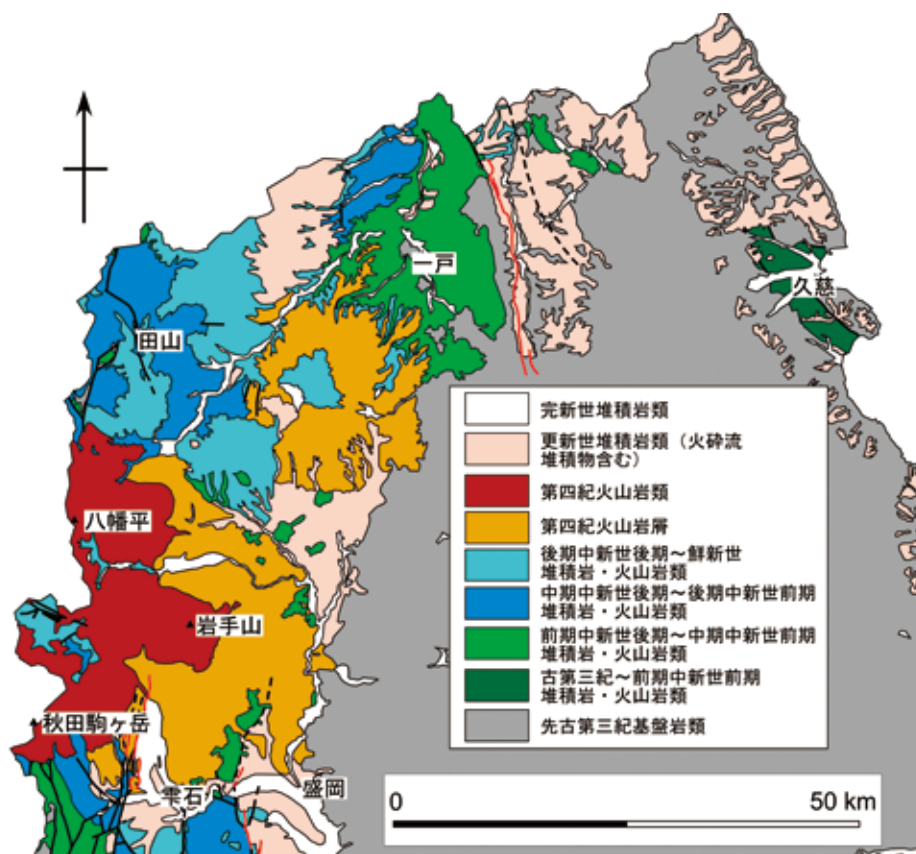 一戸
久慈
田山
完新世堆積岩類
更新世堆積岩類(火砕流
堆積物含む)
第四紀火山岩類
八幡平
第四紀火山岩屑
後期中新世後期~鮮新世
堆積岩・火山岩類
中期中新世後期~後期中新世前期
堆積岩・火山岩類
岩手山
前期中新世後期~中期中新世前期
堆積岩・火山岩類
古第三紀~前期中新世前期
堆積岩・火山岩類
秋田駒ヶ岳
先古第三紀基盤岩類
雫石
盛岡
0
50 km